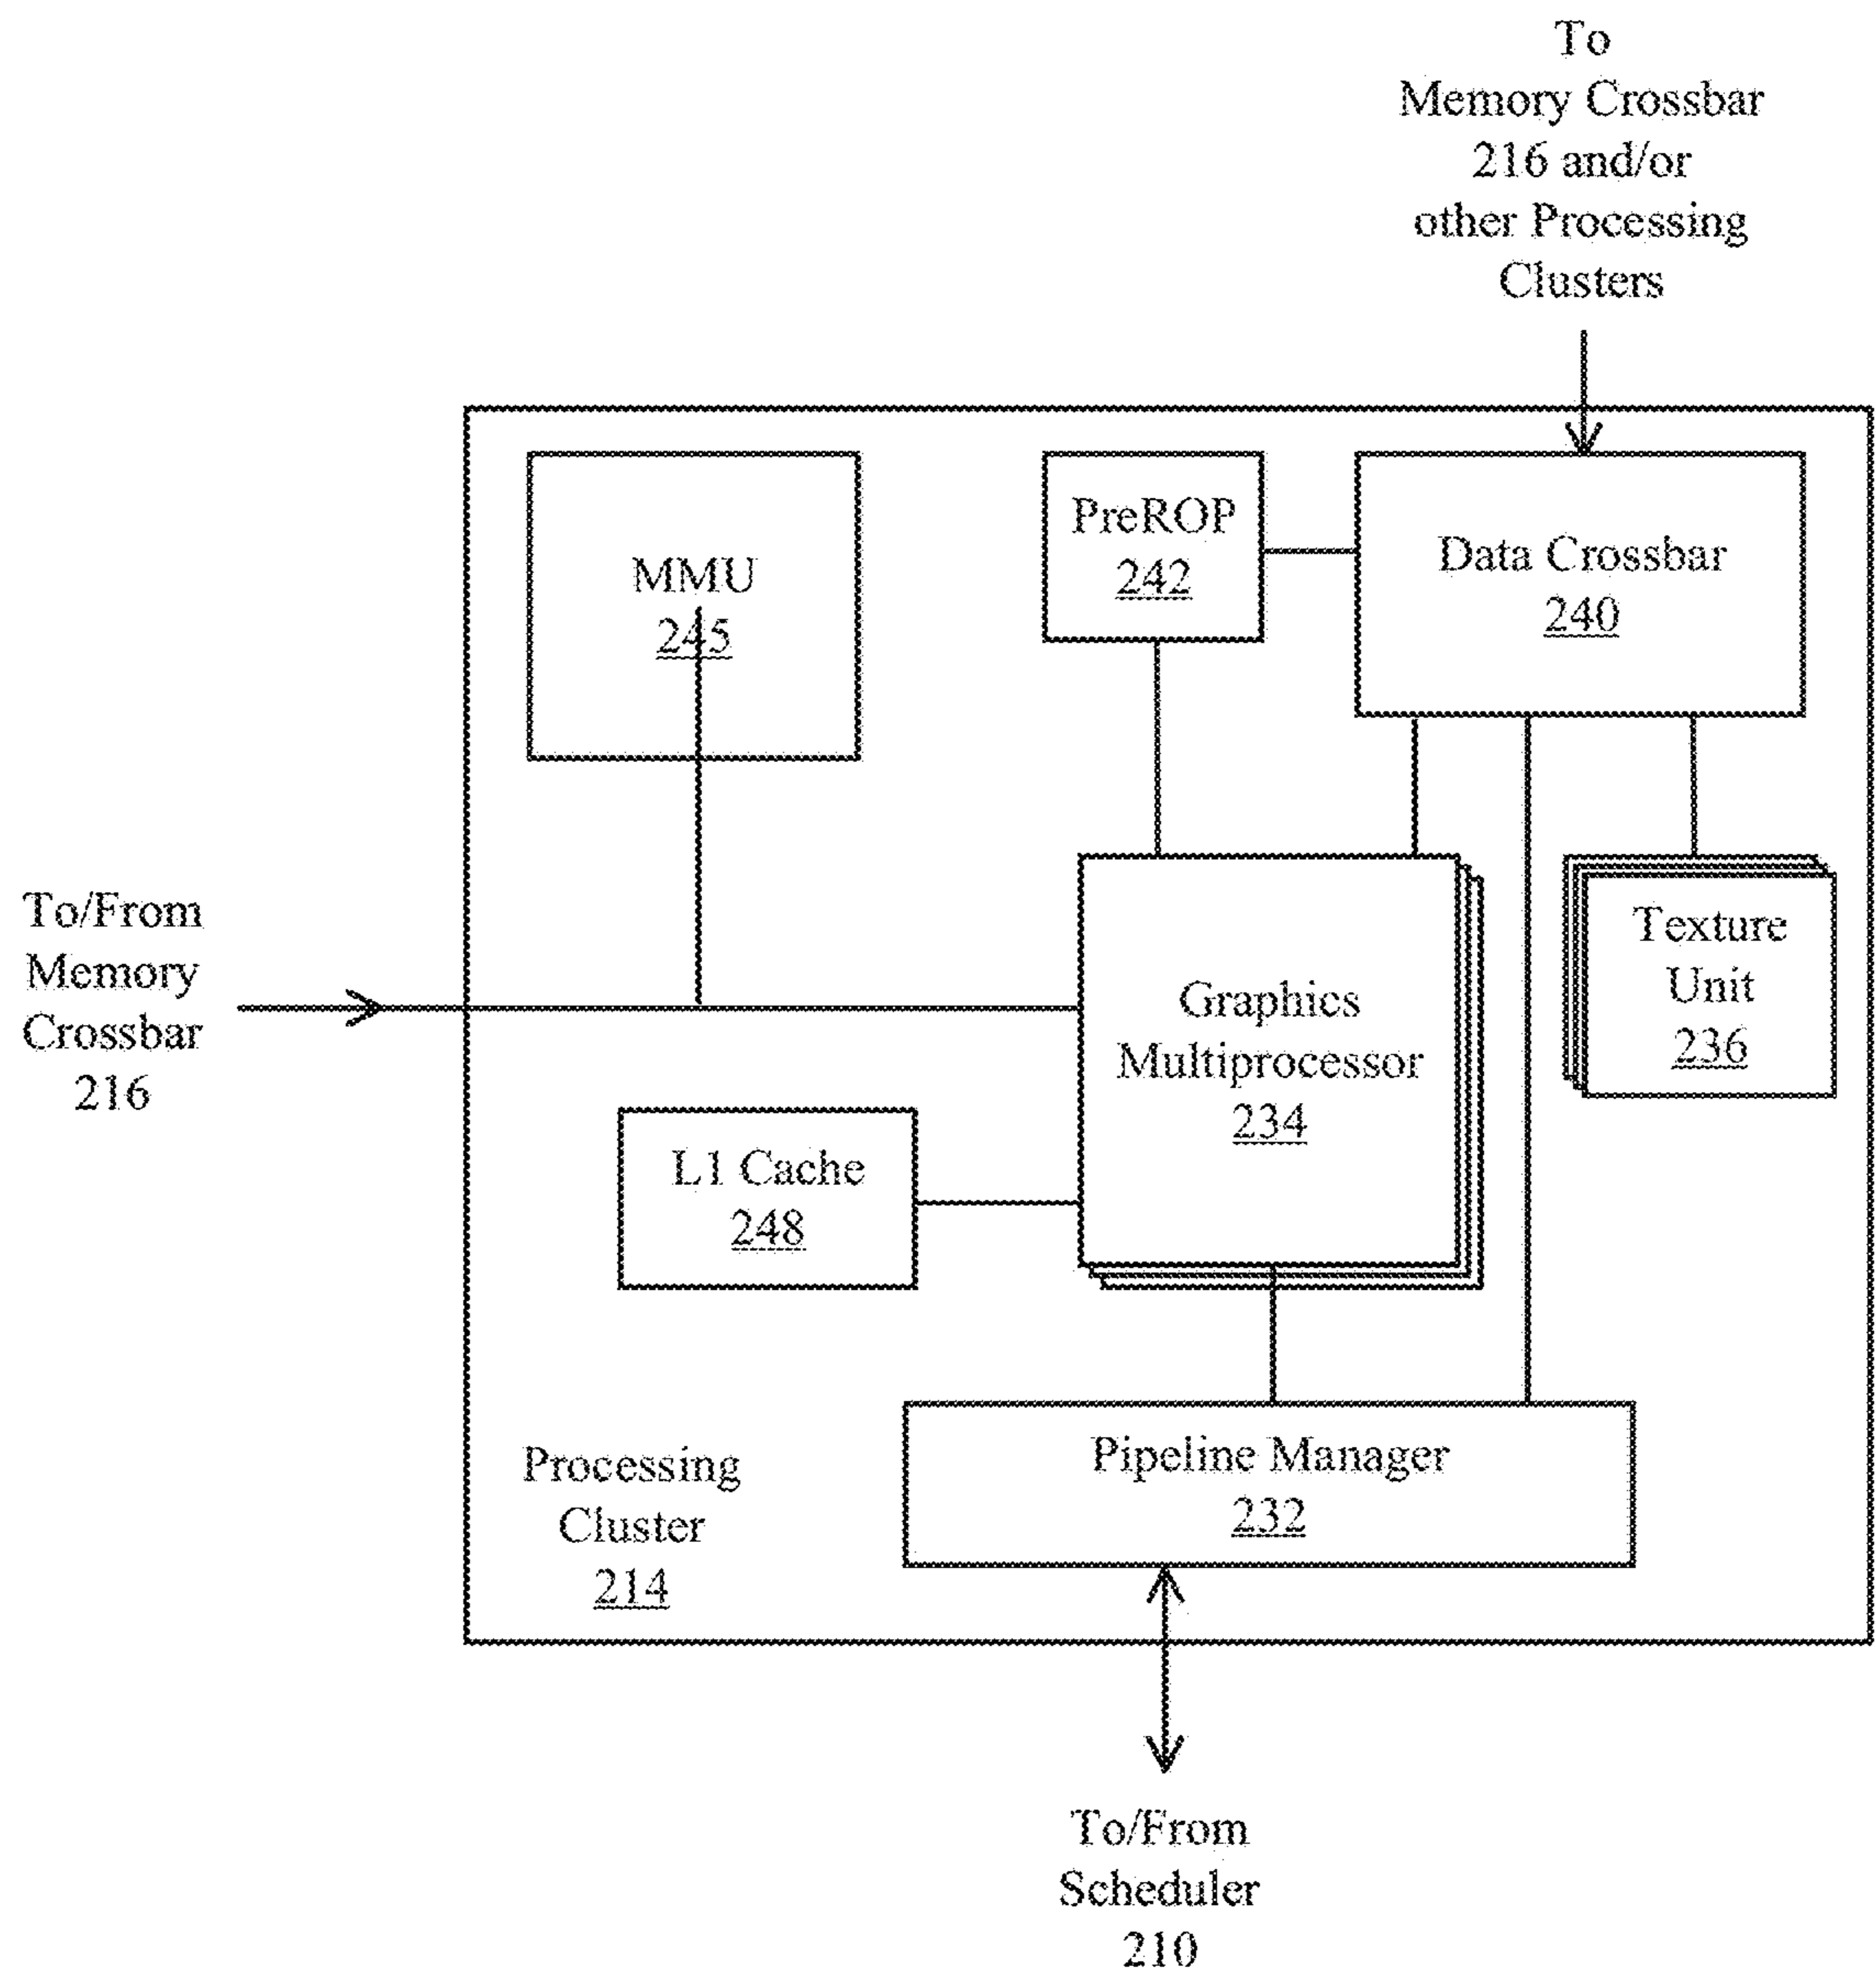 To
Memory Crossbar
216 and/or
other Processing
Clusters
MMU
245
PreROP
242
Data Crossbar
240
To/From
Memory
Crossbar
216
Graphics
Multiprocessor
234
Texture
Unit
236
L1 Cache
248
Pipeline Manager
232
Processing
Cluster
214
To/From
Scheduler
210